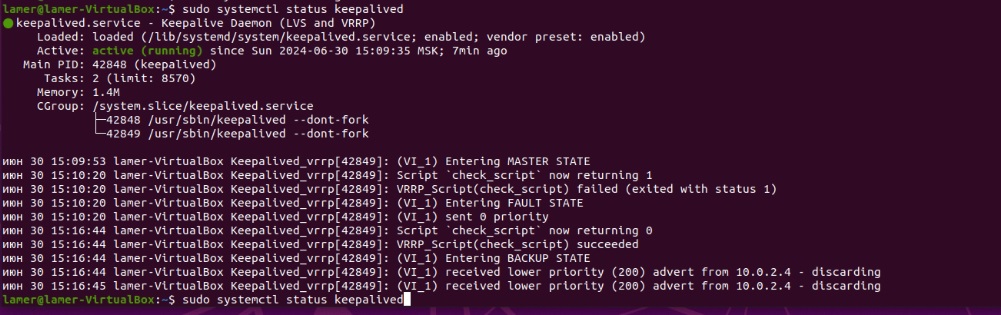 lamer@lamer-VirtualBox:~$ sudo systemctl status keepalived
● keepalived.service - Keepalive Daemon (LVS and VRRP)
     Loaded: loaded (/lib/systemd/system/keepalived.service; enabled; vendor preset: enabled)
     Active: active (running) since Sun 2024-06-30 15:09:35 MSK; 7min ago
   Main PID: 42848 (keepalived)
      Tasks: 2 (limit: 8570)
     Memory: 1.4M
     CGroup: /system.slice/keepalived.service
             ├─42848 /usr/sbin/keepalived --dont-fork
             └─42849 /usr/sbin/keepalived --dont-fork
июн 30 15:09:53 lamer-VirtualBox Keepalived_vrrp[42849]: (VI_1) Entering MASTER STATE
июн 30 15:10:20 lamer-VirtualBox Keepalived_vrrp[42849]: Script `check_script` now returning 1
июн 30 15:10:20 lamer-VirtualBox Keepalived_vrrp[42849]: VRRP_Script(check_script) failed (exited with status 1)
июн 30 15:10:20 lamer-VirtualBox Keepalived_vrrp[42849]: (VI_1) Entering FAULT STATE
июн 30 15:10:20 lamer-VirtualBox Keepalived_vrrp[42849]: (VI_1) sent 0 priority
июн 30 15:16:44 lamer-VirtualBox Keepalived_vrrp[42849]: Script `check_script` now returning 0
июн 30 15:16:44 lamer-VirtualBox Keepalived_vrrp[42849]: VRRP_Script(check_script) succeeded
июн 30 15:16:44 lamer-VirtualBox Keepalived_vrrp[42849]: (VI_1) Entering BACKUP STATE
июн 30 15:16:44 lamer-VirtualBox Keepalived_vrrp[42849]: (VI_1) received lower priority (200) advert from 10.0.2.4 - discarding
июн 30 15:16:45 lamer-VirtualBox Keepalived_vrrp[42849]: (VI_1) received lower priority (200) advert from 10.0.2.4 - discarding
lamer@lamer-VirtualBox:~$ sudo systemctl status keepalived